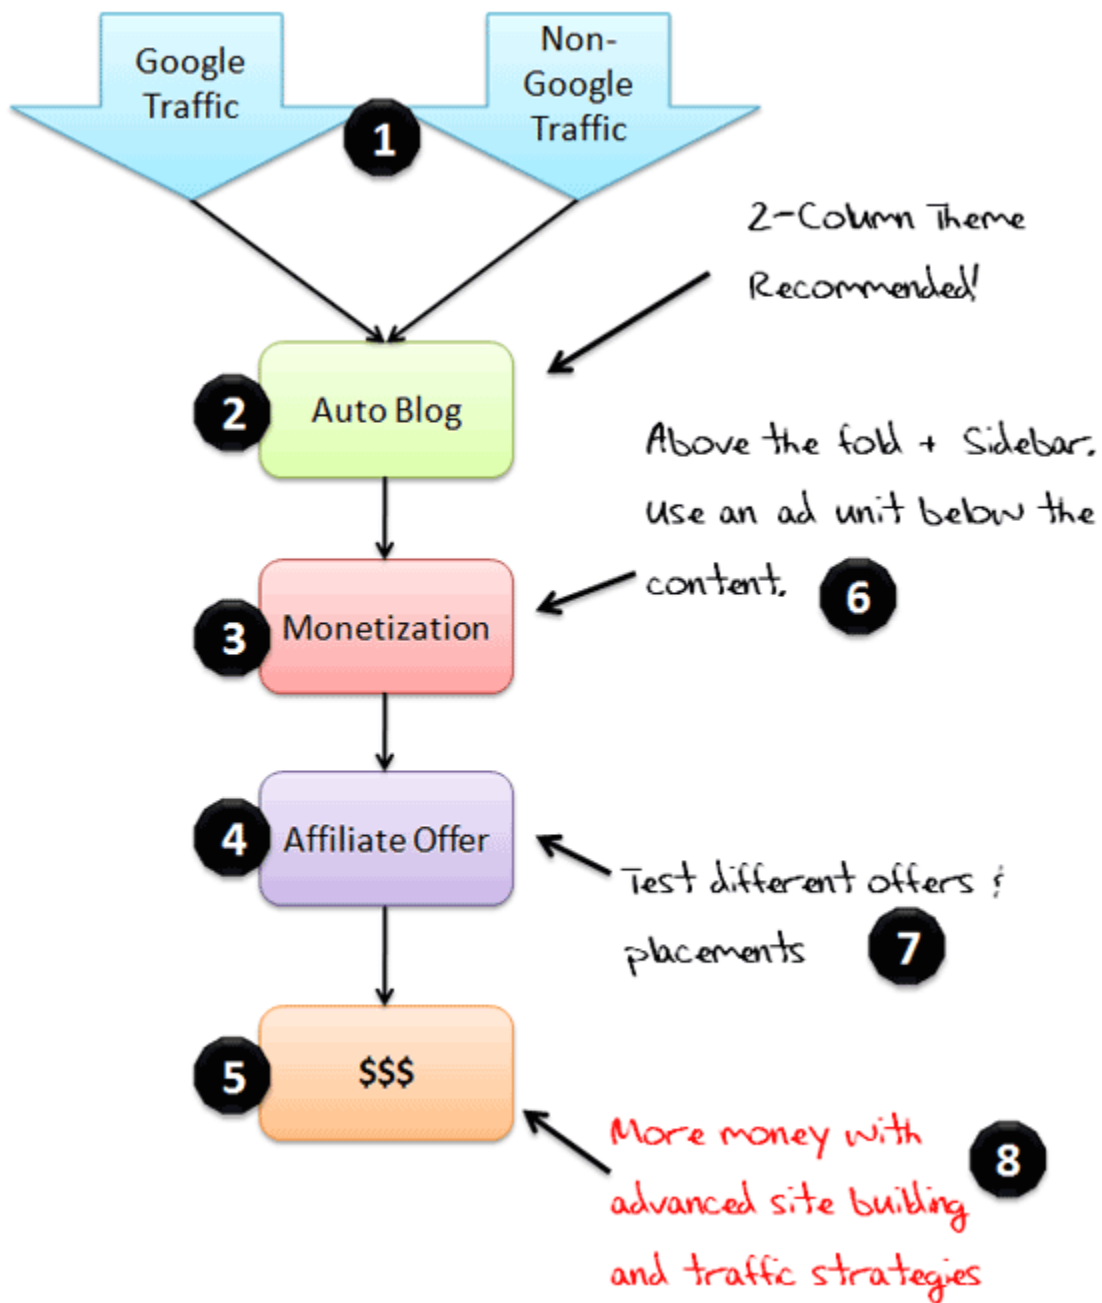 Google
Traffic
Non-
Google
Traffic
1
2-Column Theme
Recommended!
2
Auto Blog
Above the fold + Sidebar.
Use an ad unit below the
content.
6
3
Monetization
4
Affiliate Offer
Test different offers &
placements
7
5
$$$
More money with
8
advanced site building
and traffic strategies